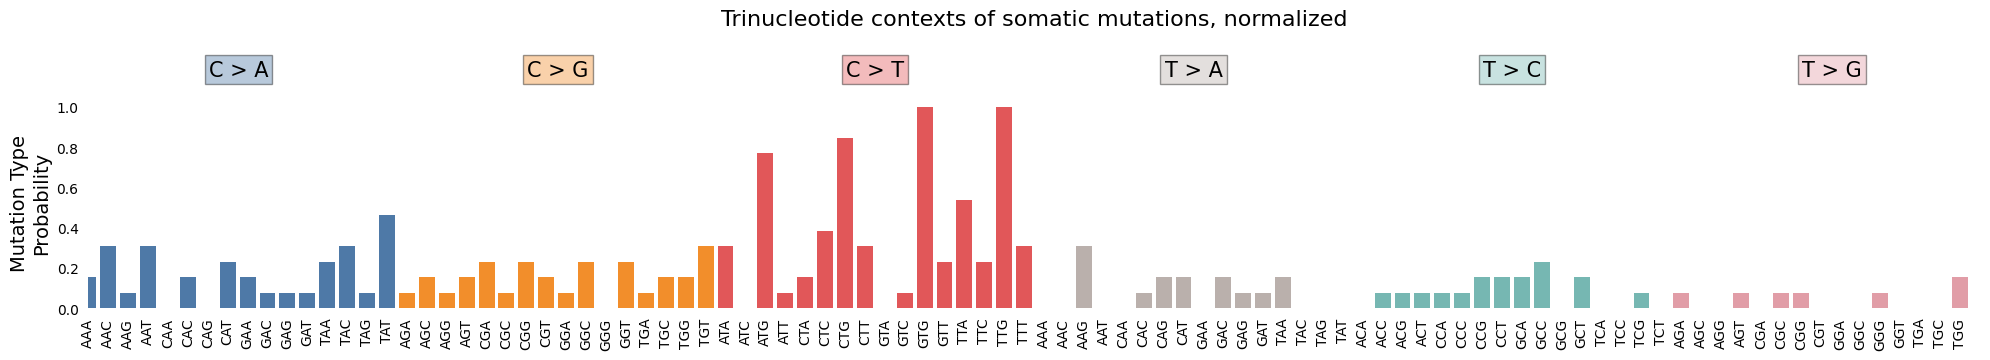 Trinucleotide contexts of somatic mutations, normalized
C > A C > G C > T T > A T > C T > G
Mutation Type
Probability
1.0
0.8
0.6
0.4
0.2
0.0
AAA AAC AAG AAT CAA CAC CAG CAT GAA GAC GAG GAT TAA TAC TAG TAT AGA AGC AGG AGT CGA CGC CGG CGT GGA GGC GGG GGT TGA TGC TGG TGT ATA ATC ATG ATT CTA CTC CTG CTT GTA GTC GTG GTT TTA TTC TTG TTT AAA AAC AAG AAT CAA CAC CAG CAT GAA GAC GAG GAT TAA TAC TAG TAT ACA ACC ACG ACT CCA CCC CCG CCT GCA GCC GCG GCT TCA TCC TCG TCT AGA AGC AGG AGT CGA CGC CGG CGT GGA GGC GGG GGT TGA TGC TGG